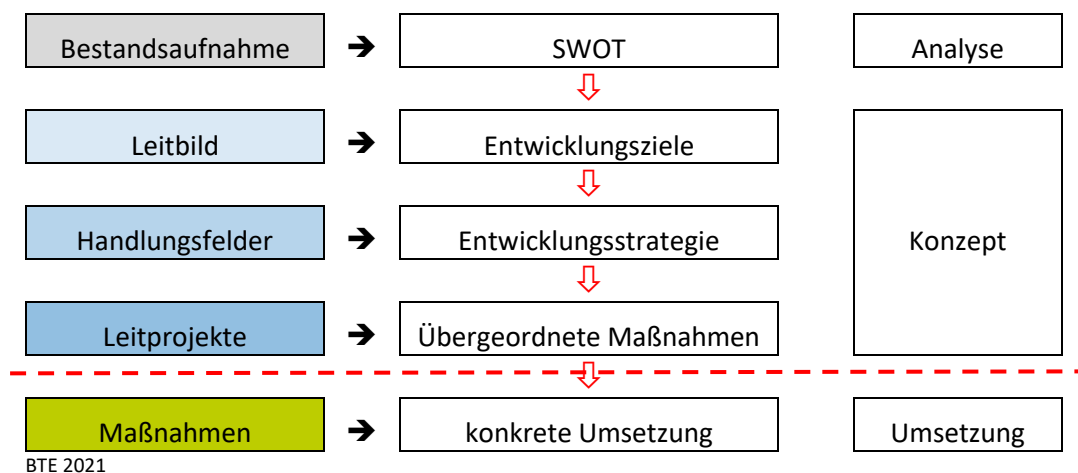 Bestandsaufnahme ➔ SWOT Analyse
Leitbild ➔ Entwicklungsziele
Handlungsfelder ➔ Entwicklungsstrategie Konzept
Leitprojekte ➔ Übergeordnete Maßnahmen
Maßnahmen ➔ konkrete Umsetzung Umsetzung
BTE 2021